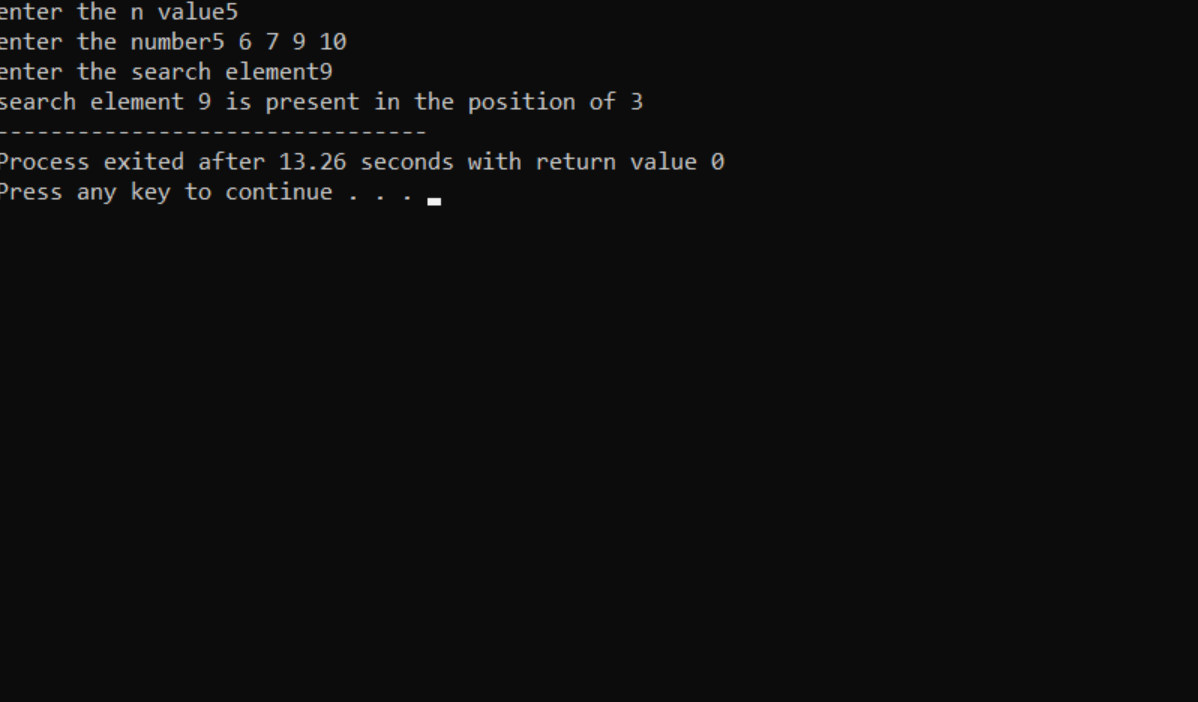 enter the n value5
enter the number5 6 7 9 10
enter the search element9
search element 9 is present in the position of 3
--------------------------------
Process exited after 13.26 seconds with return value 0
Press any key to continue . . .